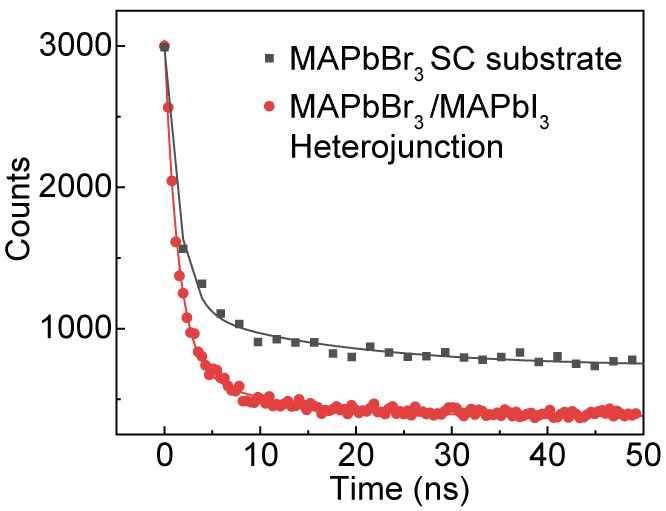 3000
2000
1000
Counts
MAPbBr₃ SC substrate
MAPbBr₃/MAPbI₃
Heterojunction
0 10 20 30 40 50
Time (ns)